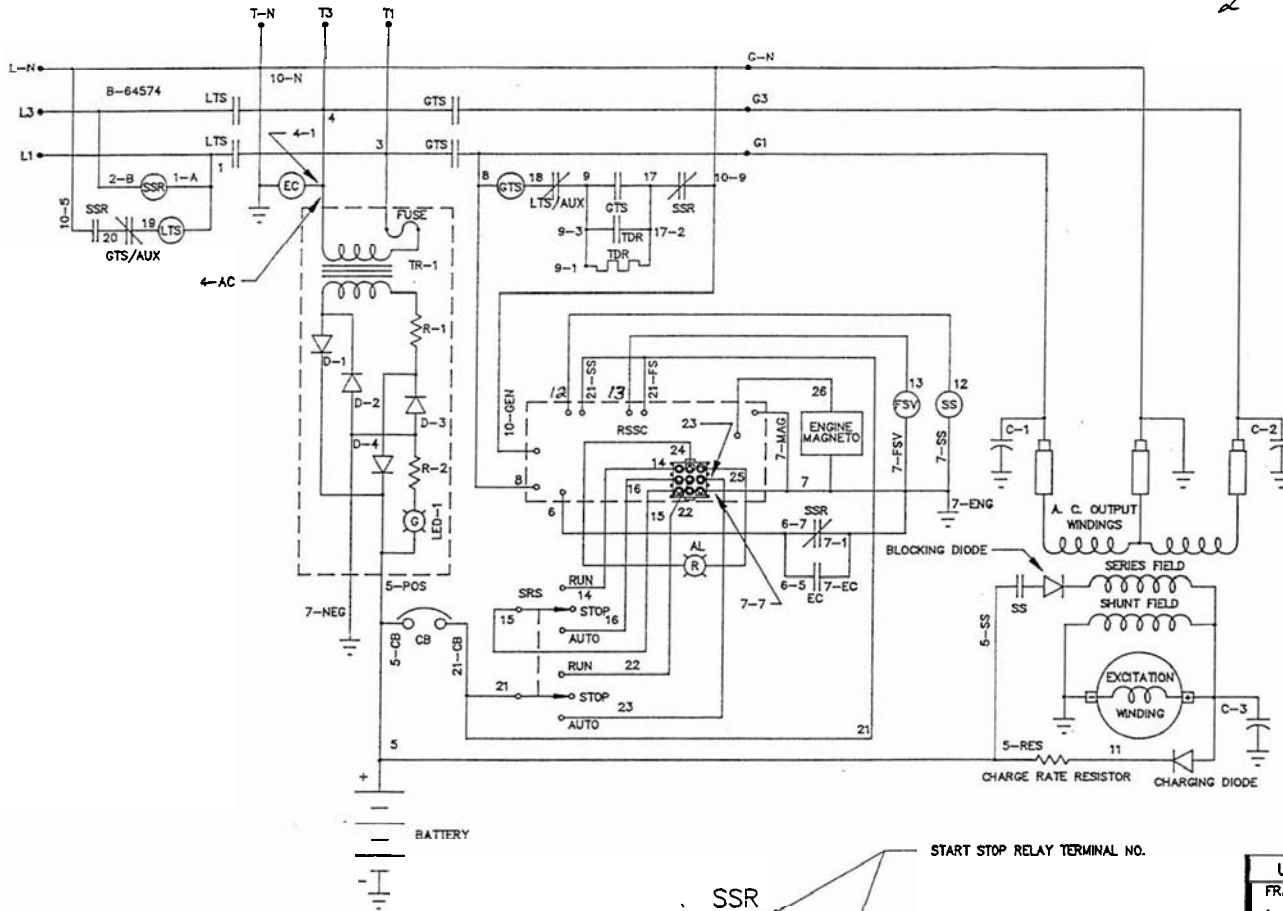 2
T-N T3 T1
L-N 10-N G-N
B-64574
L3 LTS 4 GTS G3
4-1
L1 LTS 3 GTS G1
1
2-B SSR 1-A EC 8 GTS 18 9 17 10-9
LTS/AUX GTS SSR
10-5 SSR 20 19 LTS
GTS/AUX
FUSE
9-3 TDR 17-2
TDR
9-1
TR-1
4-AC
R-1
D-1
D-2
D-3
D-4
R-2
G LED-1
10-GEN 12 21-SS 13 21-FS
RSSC
26 13 12
FSV SS
ENGINE
MAGNETO
7-MAG 7-FSV 7-SS
24 23
14
16 25
15 22
8
6
7
7-ENG
SSR
6-7 7-1
AL
R
6-5 7-EC
EC
7-7
C-1 C-2
A. C. OUTPUT
WINDINGS
BLOCKING DIODE
SERIES FIELD
SS
SHUNT FIELD
5-SS
EXCITATION
WINDING
- +
C-3
5-RES 11
CHARGE RATE RESISTOR CHARGING DIODE
5-POS
7-NEG
5-CB CB 21-CB
SRS RUN
14
15 STOP
16
AUTO
RUN 22
21 STOP
23
AUTO
21
5
+
BATTERY
-
START STOP RELAY TERMINAL NO.
SSR
U
FR